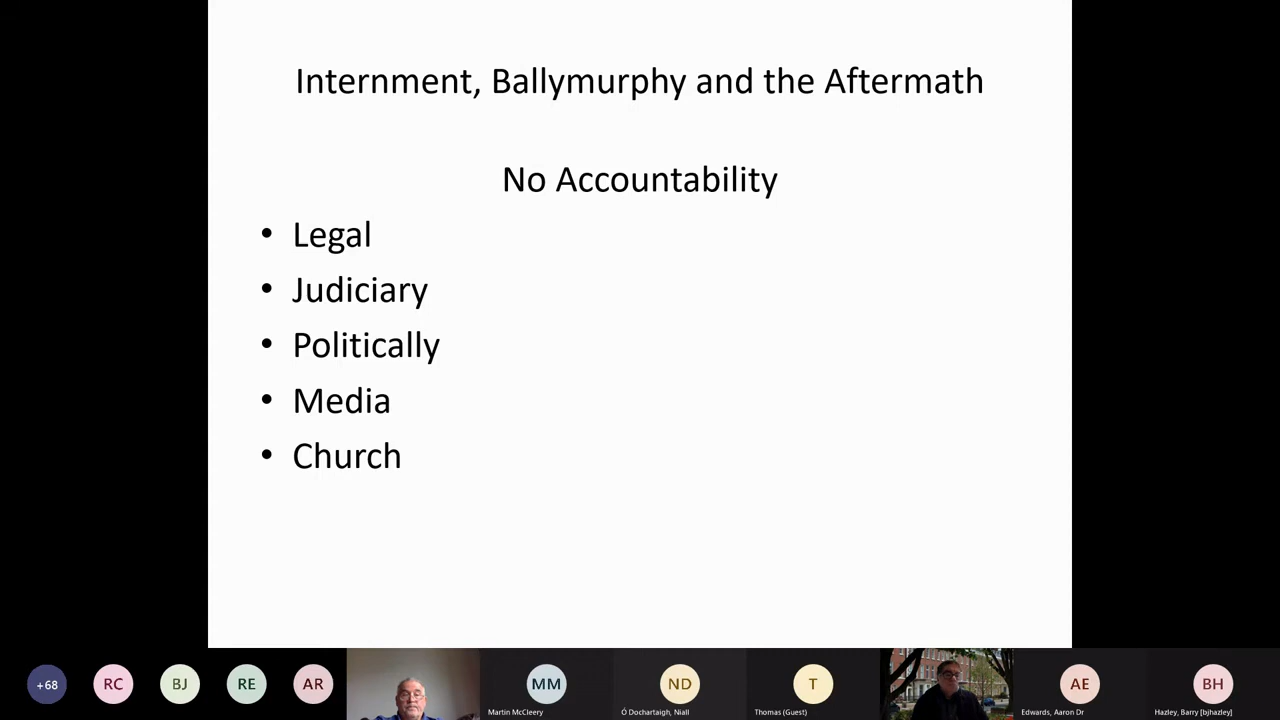 Internment, Ballymurphy and the Aftermath
No Accountability
• Legal
• Judiciary
• Politically
• Media
• Church
+68
RC
BJ
RE
AR
MM
Martin McCleery
ND
Ó Dochartaigh, Niall
T
Thomas (Guest)
AE
Edwards, Aaron Dr
BH
Hazley, Barry [bjhazley]